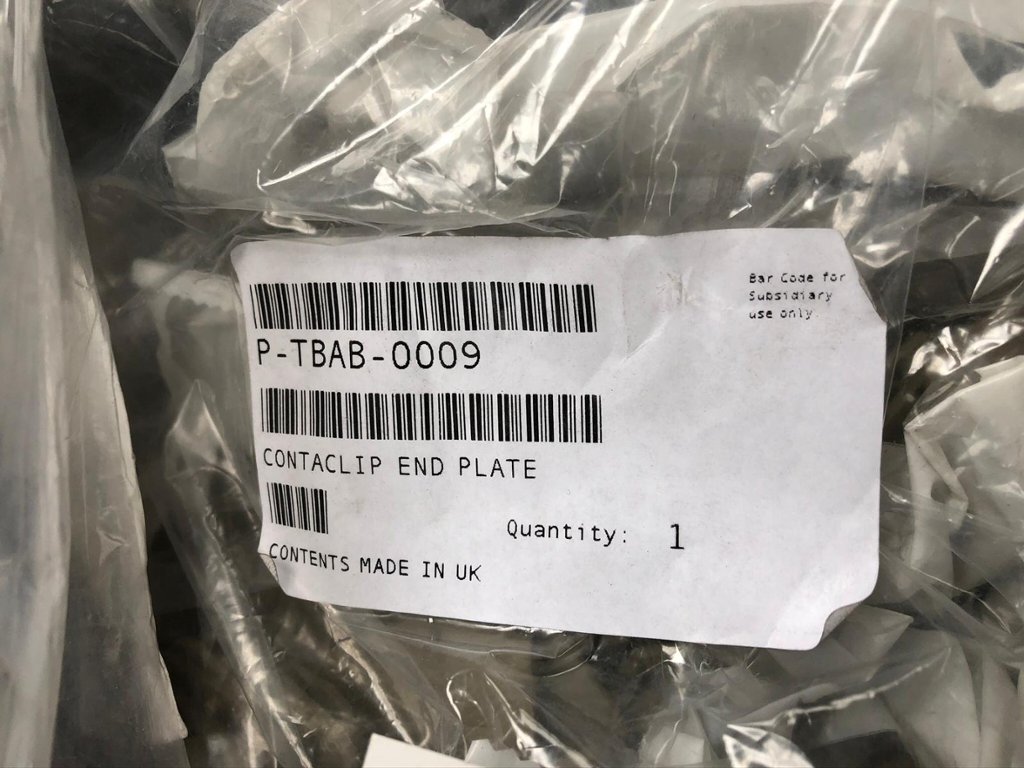 Bar Code for
Subsidiary
use only.
P-TBAB-0009
CONTACLIP END PLATE
Quantity: 1
CONTENTS MADE IN UK